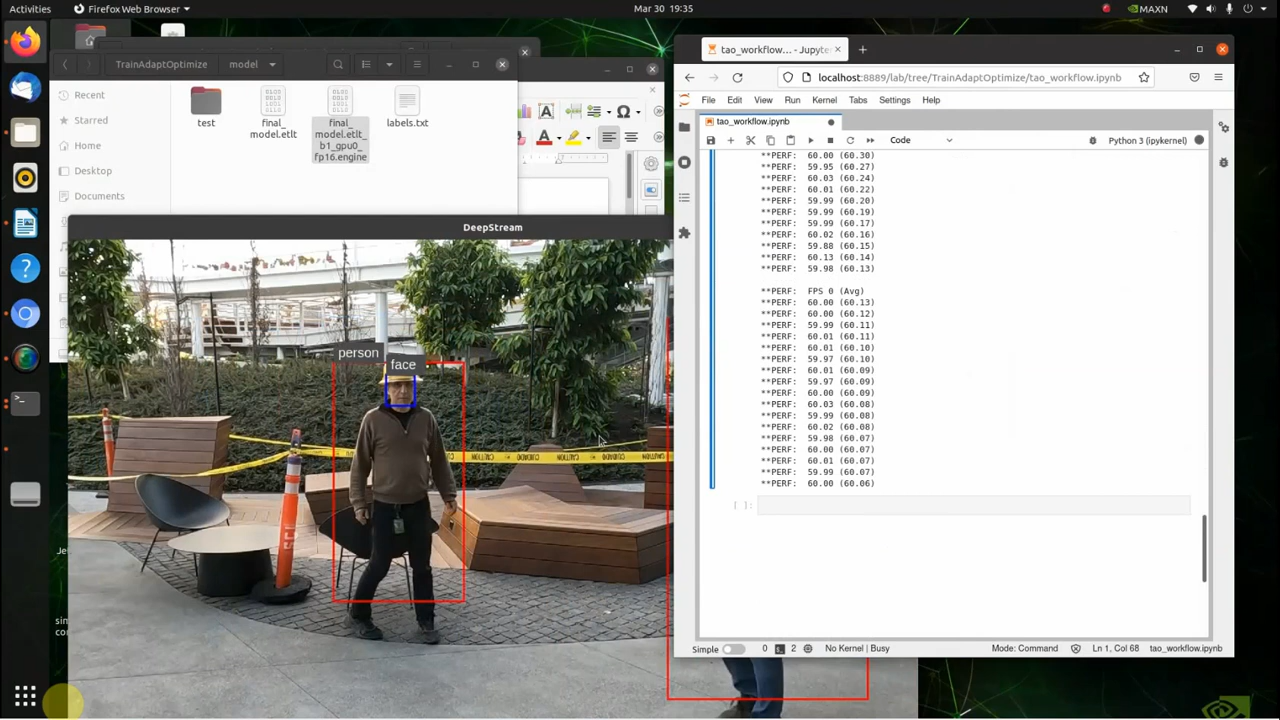 Activities
Firefox Web Browser
Mar 30 19:35
MAXN
TrainAdaptOptimize
model
Recent
Starred
Home
Desktop
Documents
test
final_
model.etlt
final_
model.etlt_
b1_gpu0_
fp16.engine
labels.txt
DeepStream
person
face
CAUTION
CUIDADO
CAUTION
tao_workflow... - Jupyte
localhost:8889/lab/tree/TrainAdaptOptimize/tao_workflow.ipynb
File Edit View Run Kernel Tabs Settings Help
tao_workflow.ipynb
Code
Python 3 (ipykernel)
**PERF: 60.00 (60.30)
**PERF: 59.95 (60.27)
**PERF: 60.03 (60.24)
**PERF: 60.01 (60.22)
**PERF: 59.99 (60.20)
**PERF: 59.99 (60.19)
**PERF: 59.99 (60.17)
**PERF: 60.02 (60.16)
**PERF: 59.88 (60.15)
**PERF: 60.13 (60.14)
**PERF: 59.98 (60.13)
**PERF: FPS 0 (Avg)
**PERF: 60.00 (60.13)
**PERF: 60.00 (60.12)
**PERF: 59.99 (60.11)
**PERF: 60.01 (60.11)
**PERF: 60.01 (60.10)
**PERF: 59.97 (60.10)
**PERF: 60.01 (60.09)
**PERF: 59.97 (60.09)
**PERF: 60.00 (60.09)
**PERF: 60.03 (60.08)
**PERF: 59.99 (60.08)
**PERF: 60.02 (60.08)
**PERF: 59.98 (60.07)
**PERF: 60.00 (60.07)
**PERF: 60.01 (60.07)
**PERF: 59.99 (60.07)
**PERF: 60.00 (60.06)
[ ]:
Simple
0
2
No Kernel | Busy
Mode: Command
Ln 1, Col 68
tao_workflow.ipynb